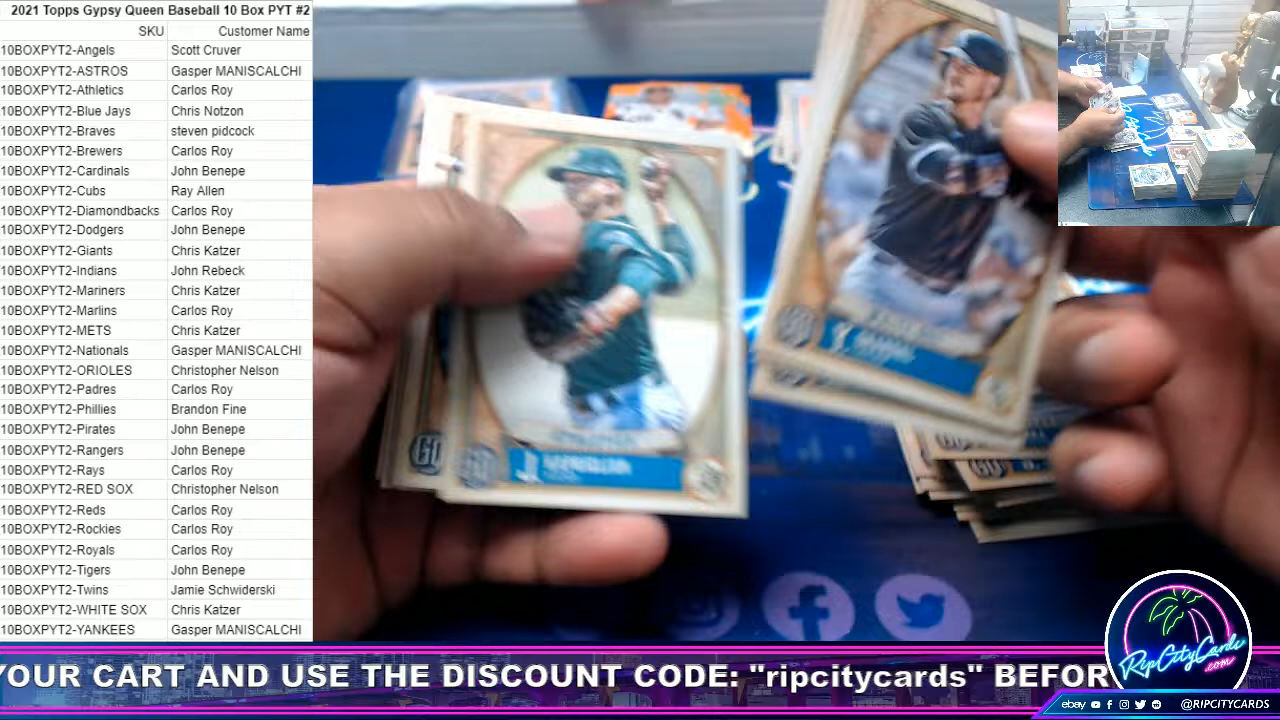 2021 Topps Gypsy Queen Baseball 10 Box PYT #2
SKU Customer Name
10BOXPYT2-Angels Scott Cruver
10BOXPYT2-ASTROS Gasper MANISCALCHI
10BOXPYT2-Athletics Carlos Roy
10BOXPYT2-Blue Jays Chris Notzon
10BOXPYT2-Braves steven pidcock
10BOXPYT2-Brewers Carlos Roy
10BOXPYT2-Cardinals John Benepe
10BOXPYT2-Cubs Ray Allen
10BOXPYT2-Diamondbacks Carlos Roy
10BOXPYT2-Dodgers John Benepe
10BOXPYT2-Giants Chris Katzer
10BOXPYT2-Indians John Rebeck
10BOXPYT2-Mariners Chris Katzer
10BOXPYT2-Marlins Carlos Roy
10BOXPYT2-METS Chris Katzer
10BOXPYT2-Nationals Gasper MANISCALCHI
10BOXPYT2-ORIOLES Christopher Nelson
10BOXPYT2-Padres Carlos Roy
10BOXPYT2-Phillies Brandon Fine
10BOXPYT2-Pirates John Benepe
10BOXPYT2-Rangers John Benepe
10BOXPYT2-Rays Carlos Roy
10BOXPYT2-RED SOX Christopher Nelson
10BOXPYT2-Reds Carlos Roy
10BOXPYT2-Rockies Carlos Roy
10BOXPYT2-Royals Carlos Roy
10BOXPYT2-Tigers John Benepe
10BOXPYT2-Twins Jamie Schwiderski
10BOXPYT2-WHITE SOX Chris Katzer
10BOXPYT2-YANKEES Gasper MANISCALCHI
GQ
GQ
YOUR CART AND USE THE DISCOUNT CODE: "ripcitycards" BEFOR
RipCityCards
.com
ebay @RIPCITYCARDS